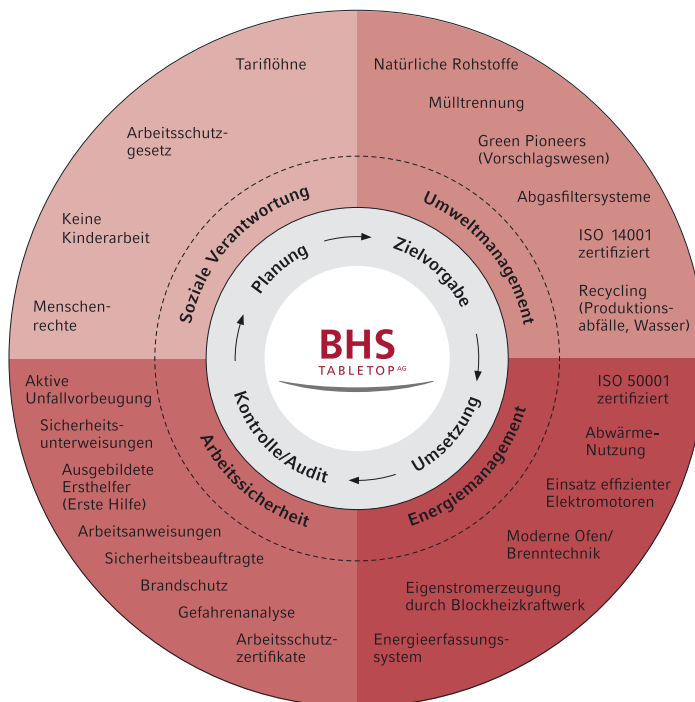 Tariflöhne
Arbeitsschutz-
gesetz
Keine
Kinderarbeit
Menschen-
rechte
Soziale Verantwortung
Natürliche Rohstoffe
Mülltrennung
Green Pioneers
(Vorschlagswesen)
Abgasfiltersysteme
ISO 14001
zertifiziert
Recycling
(Produktions-
abfälle, Wasser)
Umweltmanagement
Planung
Zielvorgabe
Umsetzung
Kontrolle/Audit
BHS
TABLETOP AG
Aktive
Unfallvorbeugung
Sicherheits-
unterweisungen
Ausgebildete
Ersthelfer
(Erste Hilfe)
Arbeitsanweisungen
Sicherheitsbeauftragte
Brandschutz
Gefahrenanalyse
Arbeitsschutz-
zertifikate
Arbeitssicherheit
ISO 50001
zertifiziert
Abwärme-
Nutzung
Einsatz effizienter
Elektromotoren
Moderne Ofen/
Brenntechnik
Eigenstromerzeugung
durch Blockheizkraftwerk
Energieerfassungs-
system
Energiemanagement